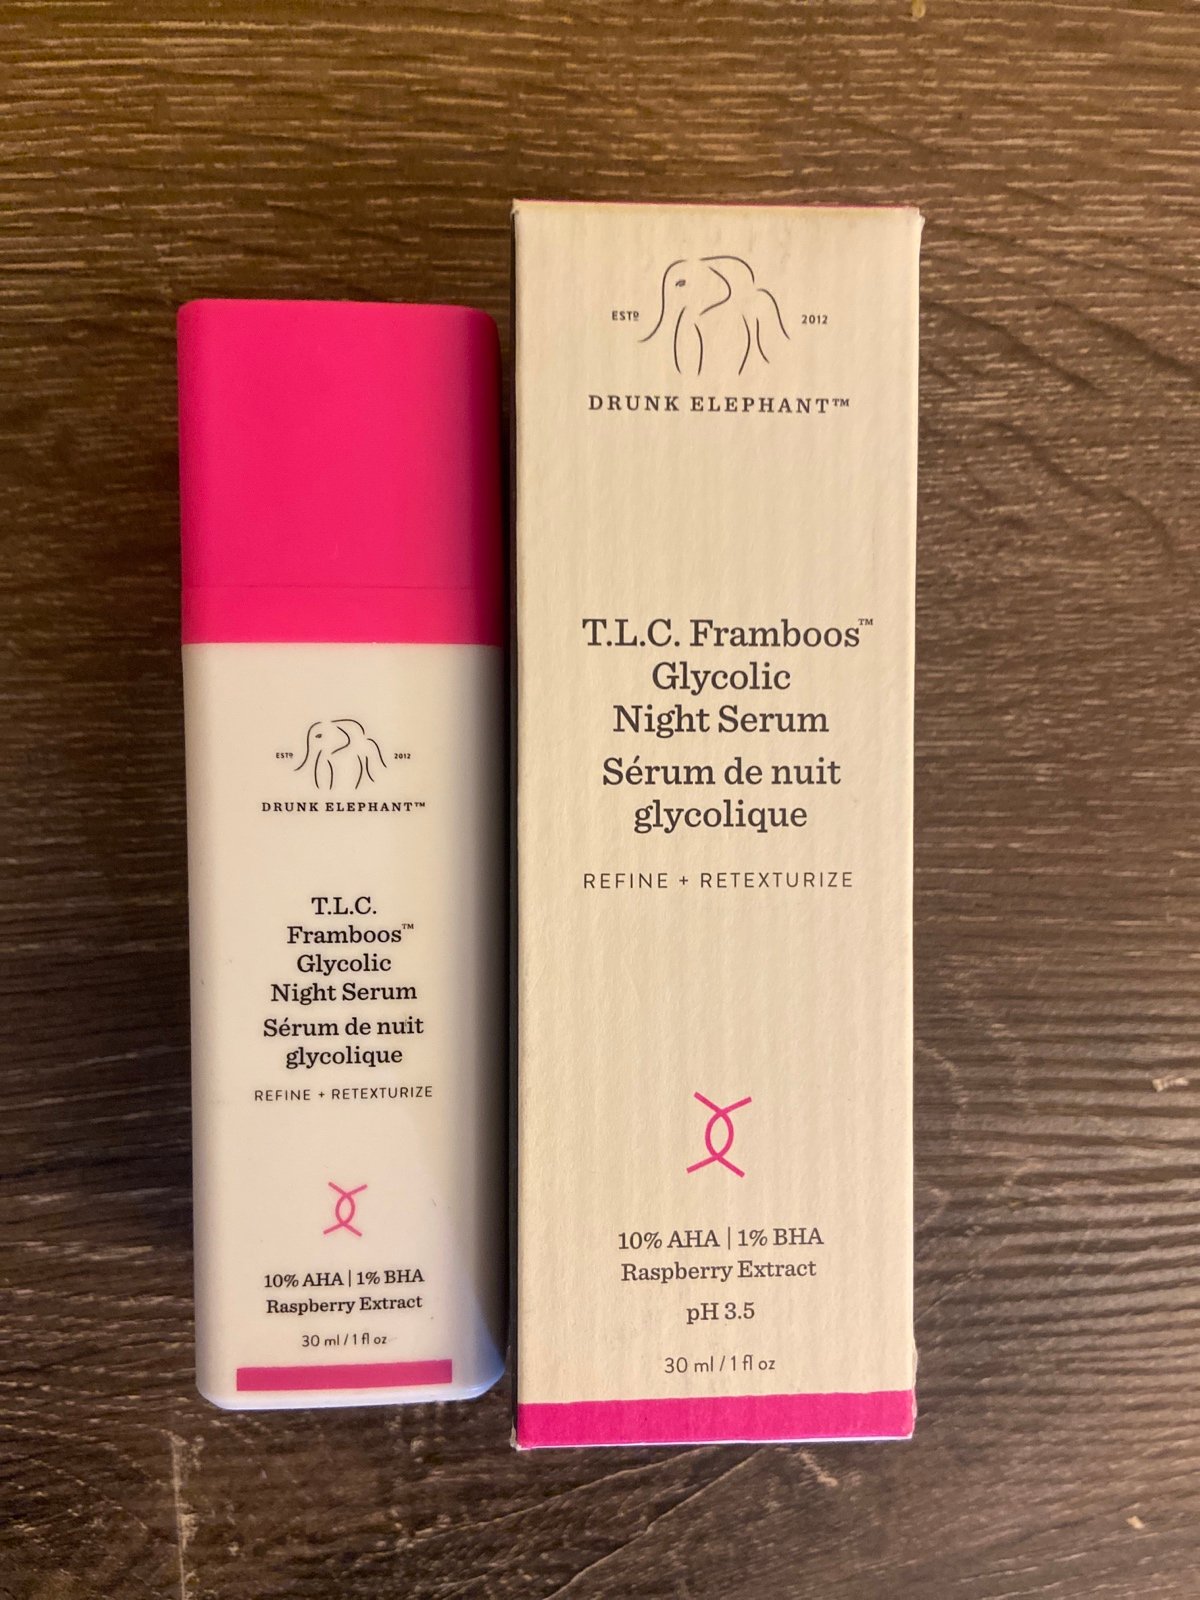 ESTD 2012
DRUNK ELEPHANT™
T.L.C.
Framboos™
Glycolic
Night Serum
Sérum de nuit
glycolique
REFINE + RETEXTURIZE
10% AHA | 1% BHA
Raspberry Extract
30 ml / 1 fl oz
ESTD 2012
DRUNK ELEPHANT™
T.L.C. Framboos™
Glycolic
Night Serum
Sérum de nuit
glycolique
REFINE + RETEXTURIZE
10% AHA | 1% BHA
Raspberry Extract
pH 3.5
30 ml / 1 fl oz